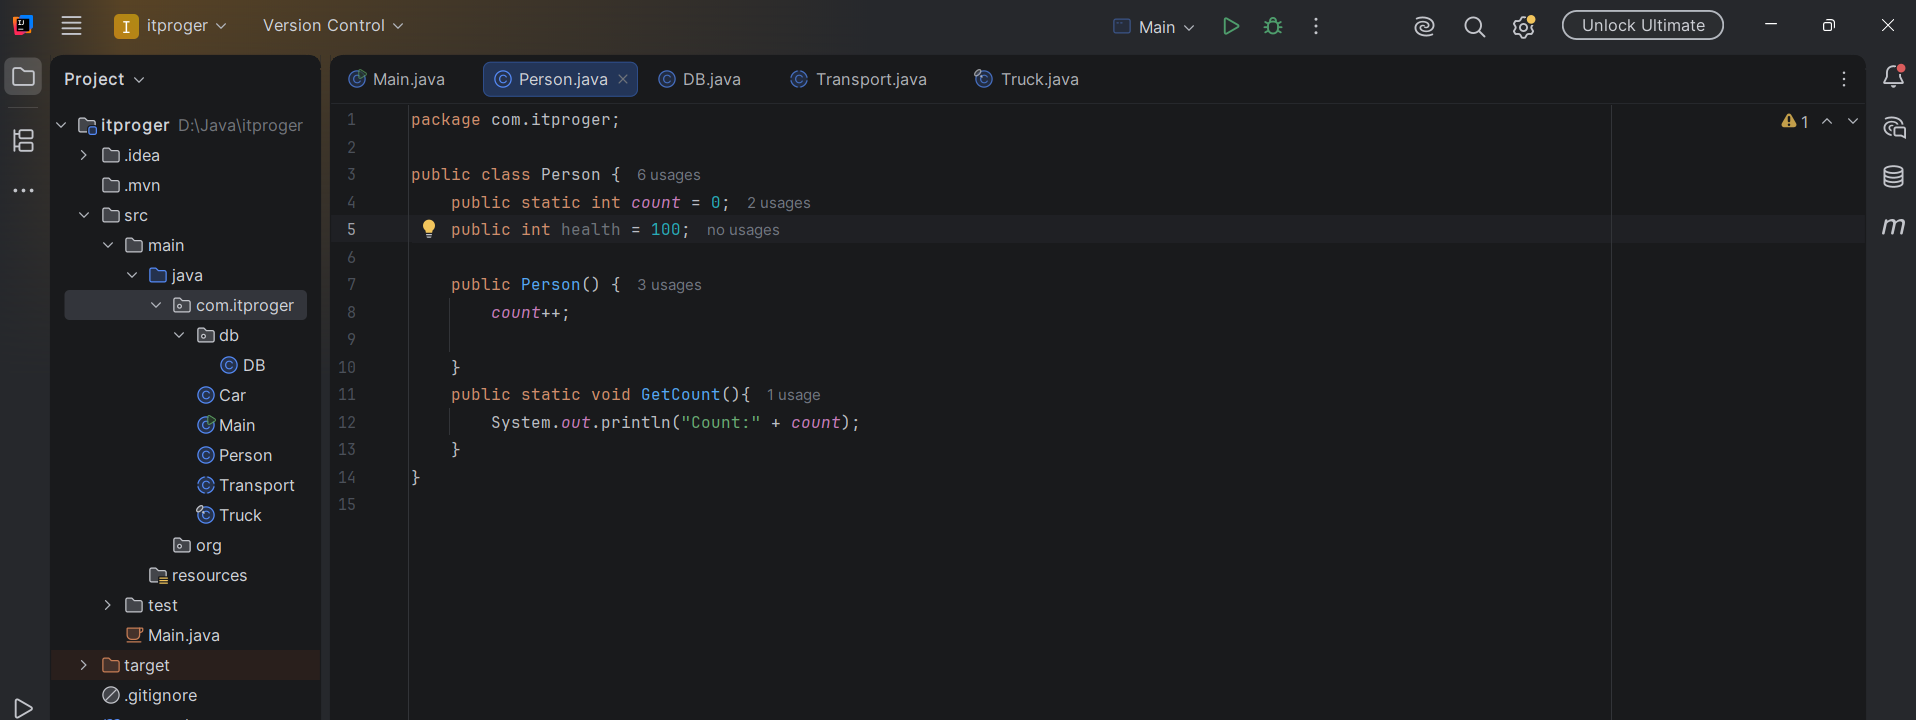 I itproger Version Control Main Unlock Ultimate
Project
itproger D:\Java\itproger
.idea
.mvn
src
main
java
com.itproger
db
DB
Car
Main
Person
Transport
Truck
org
resources
test
Main.java
target
.gitignore
Main.java Person.java DB.java Transport.java Truck.java
1 package com.itproger;
2
3 public class Person { 6 usages
4 public static int count = 0; 2 usages
5 public int health = 100; no usages
6
7 public Person() { 3 usages
8 count++;
9
10 }
11 public static void GetCount(){ 1 usage
12 System.out.println("Count:" + count);
13 }
14 }
15
1
m